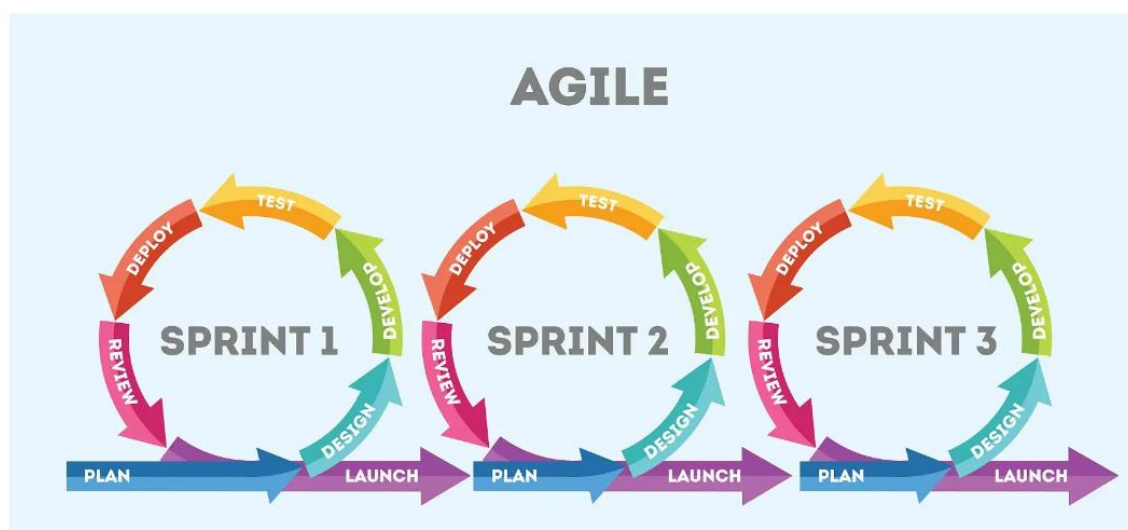 AGILE
TEST
TEST
TEST
DEPLOY
DEPLOY
DEPLOY
DEVELOP
DEVELOP
DEVELOP
SPRINT 1
SPRINT 2
SPRINT 3
REVIEW
REVIEW
REVIEW
DESIGN
DESIGN
DESIGN
PLAN
LAUNCH
PLAN
LAUNCH
PLAN
LAUNCH